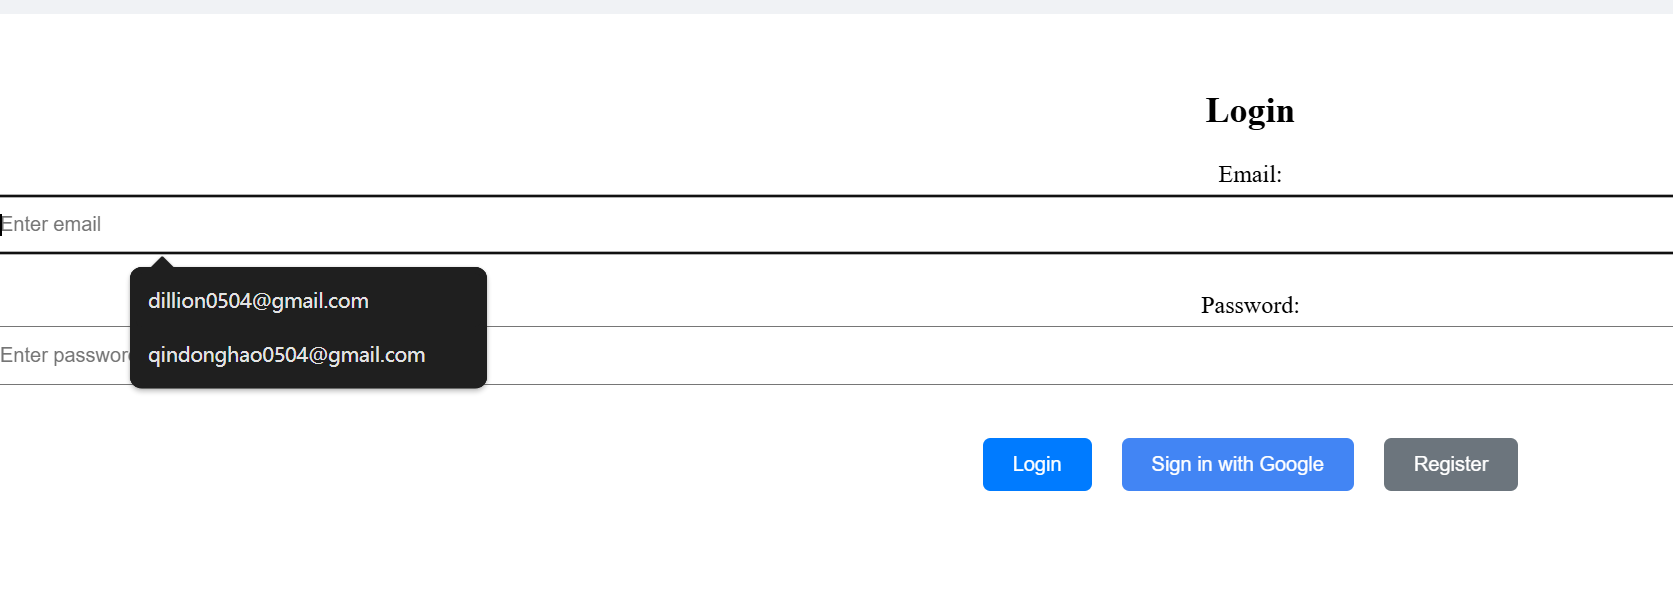 Login
Email:
Enter email
dillion0504@gmail.com
Password:
Enter passwor
qindonghao0504@gmail.com
Login
Sign in with Google
Register